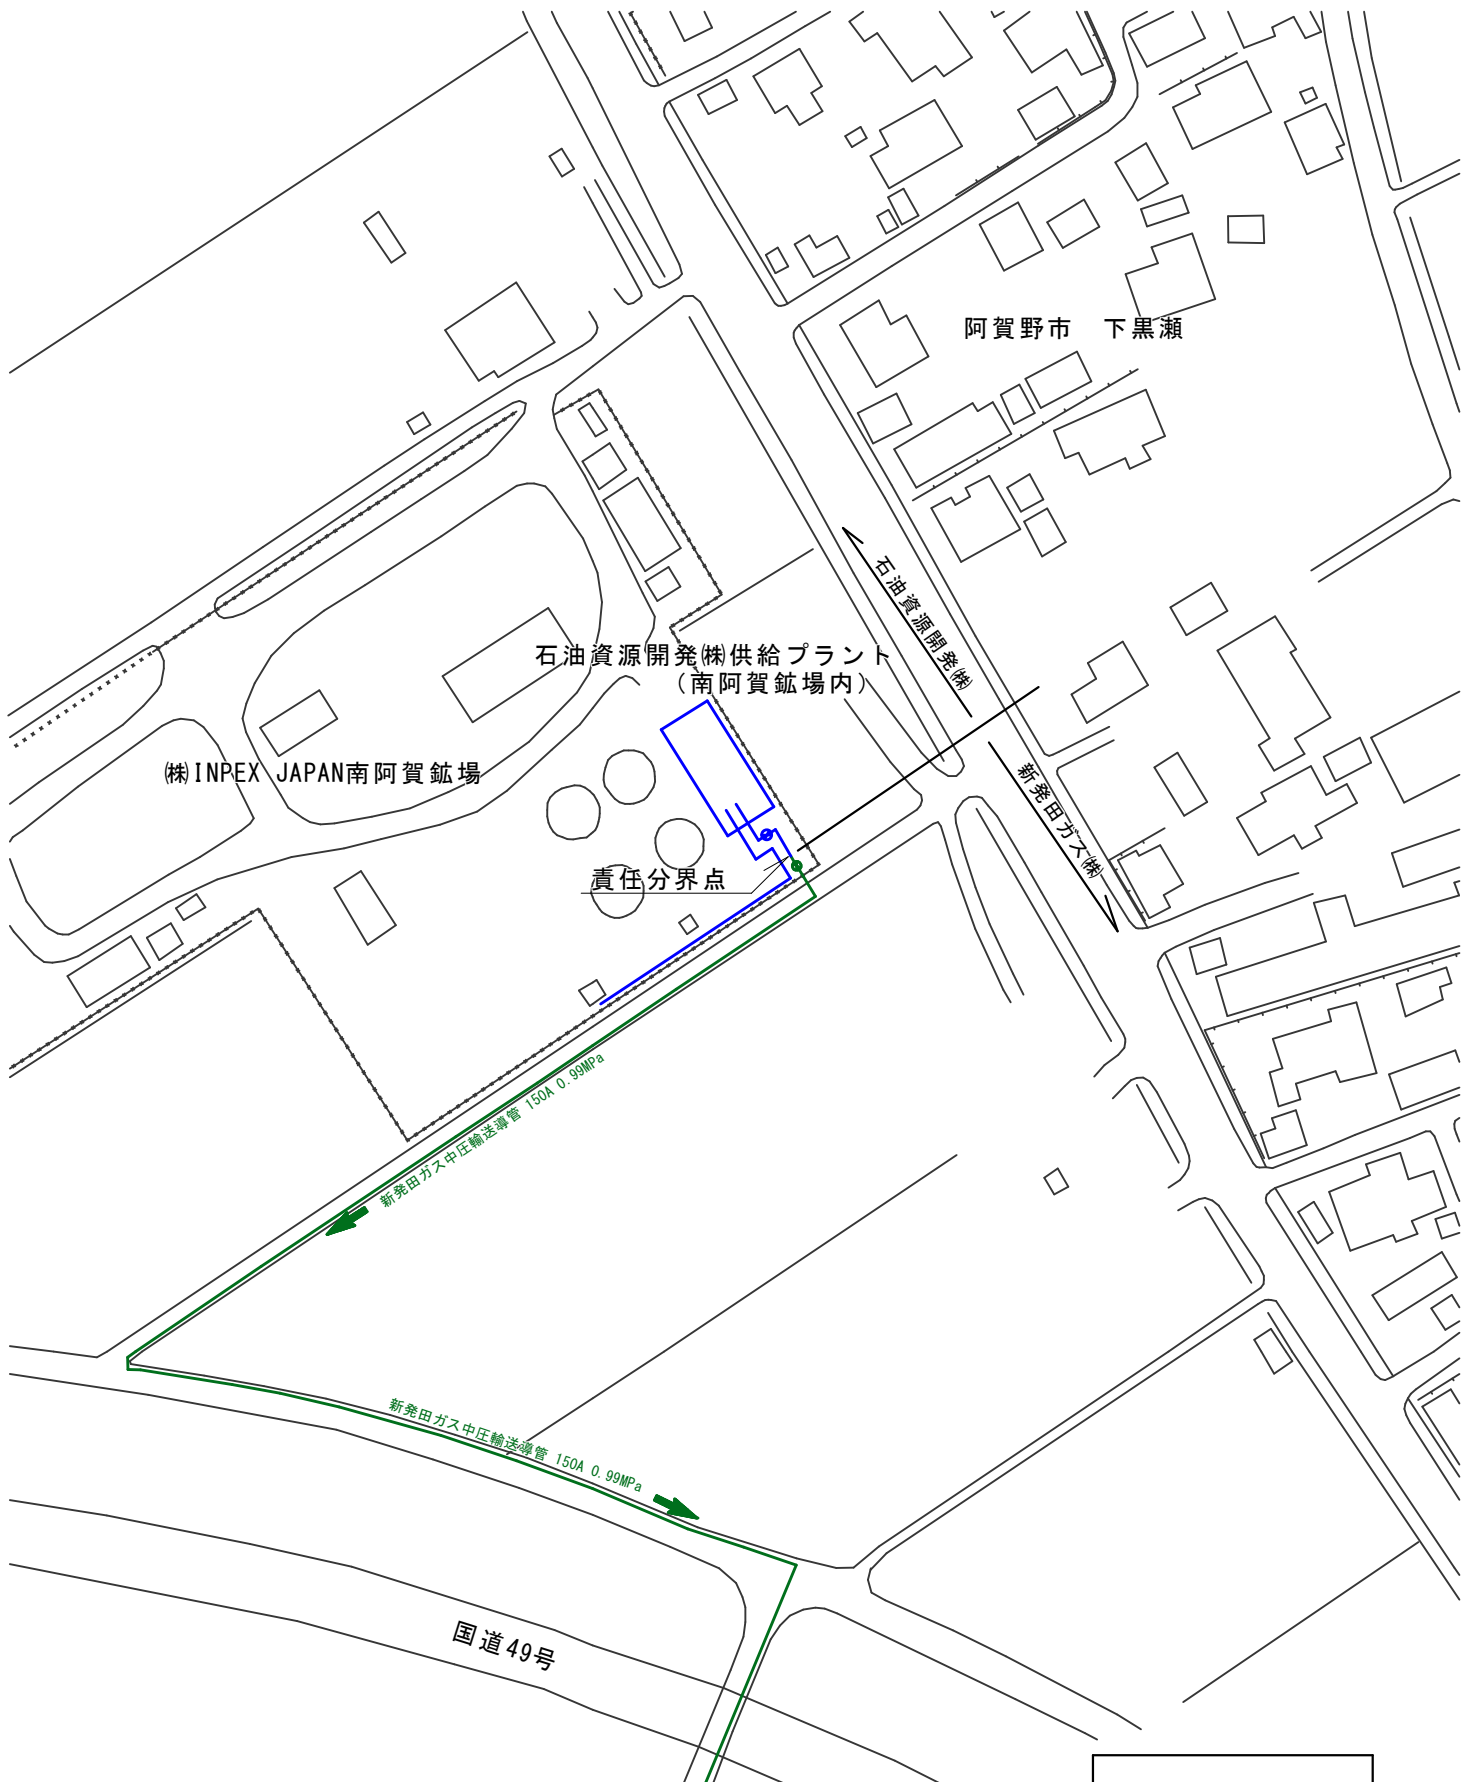 阿賀野市　下黒瀬
石油資源開発㈱
石油資源開発㈱供給プラント
（南阿賀鉱場内）
㈱INPEX JAPAN南阿賀鉱場
新発田ガス㈱
責任分界点
新発田ガス中圧輸送導管 150A 0.99MPa
新発田ガス中圧輸送導管 150A 0.99MPa
国道49号